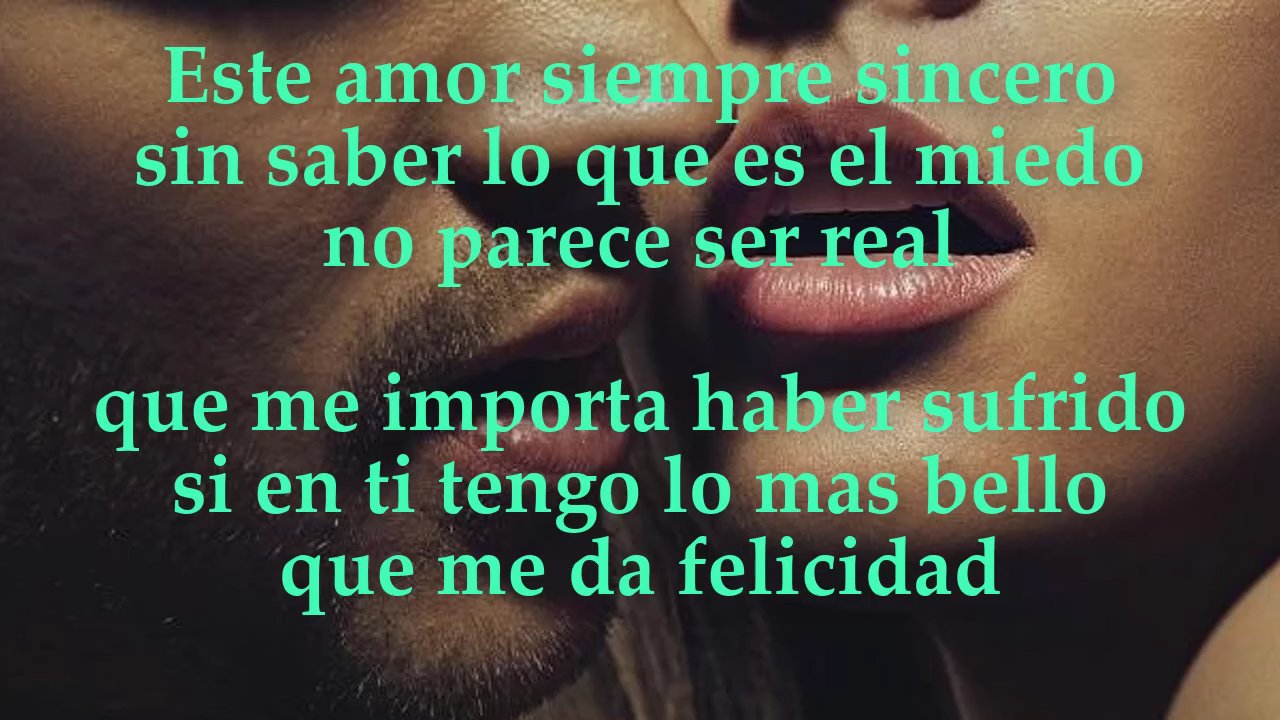 Este amor siempre sincero
sin saber lo que es el miedo
no parece ser real
que me importa haber sufrido
si en ti tengo lo mas bello
que me da felicidad